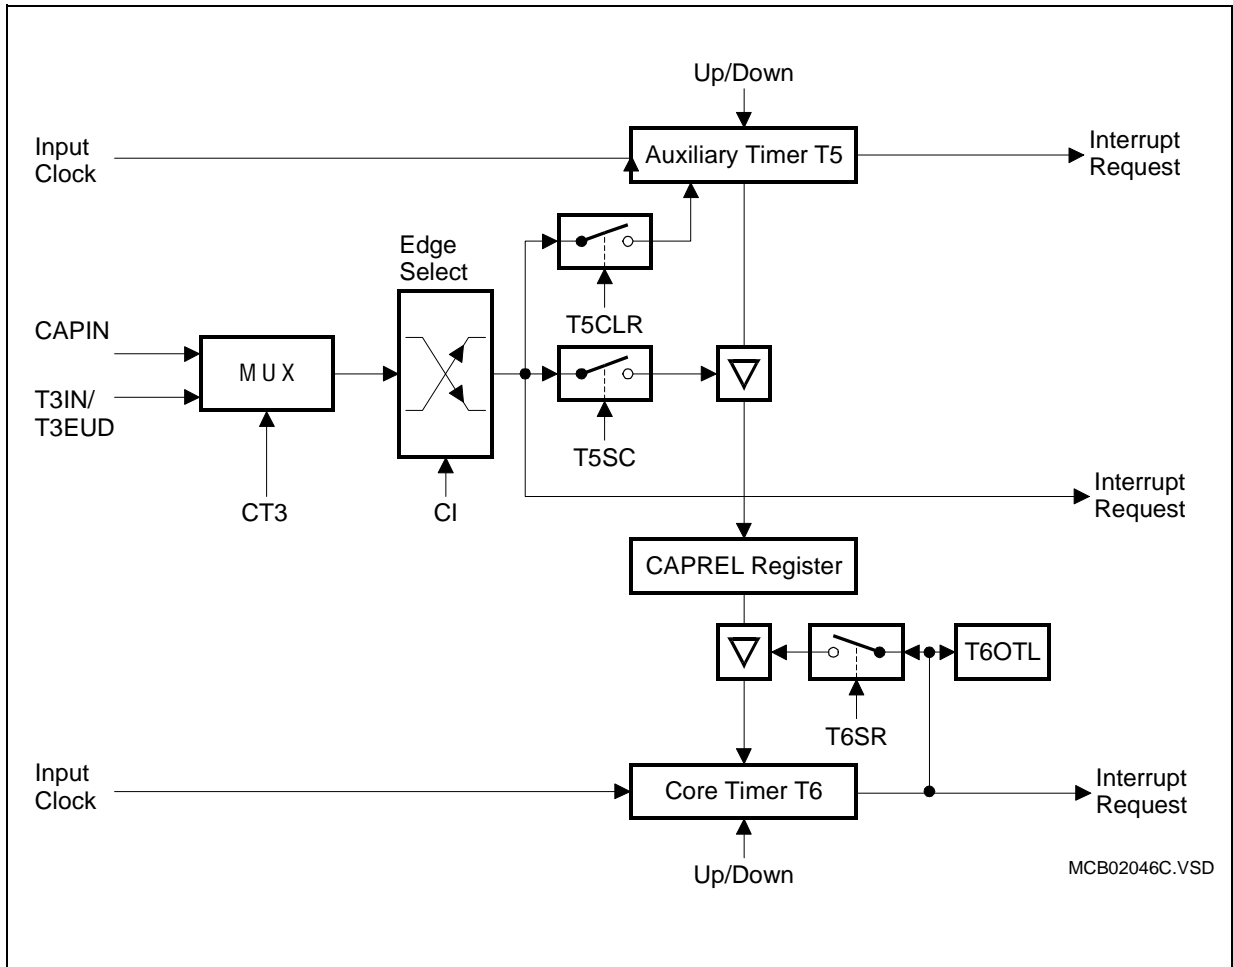 Up/Down
Input
Clock
Auxiliary Timer T5
Interrupt
Request
Edge
Select
T5CLR
CAPIN
MUX
T3IN/
T3EUD
T5SC
CT3
CI
Interrupt
Request
CAPREL Register
T6OTL
T6SR
Input
Clock
Core Timer T6
Interrupt
Request
Up/Down
MCB02046C.VSD